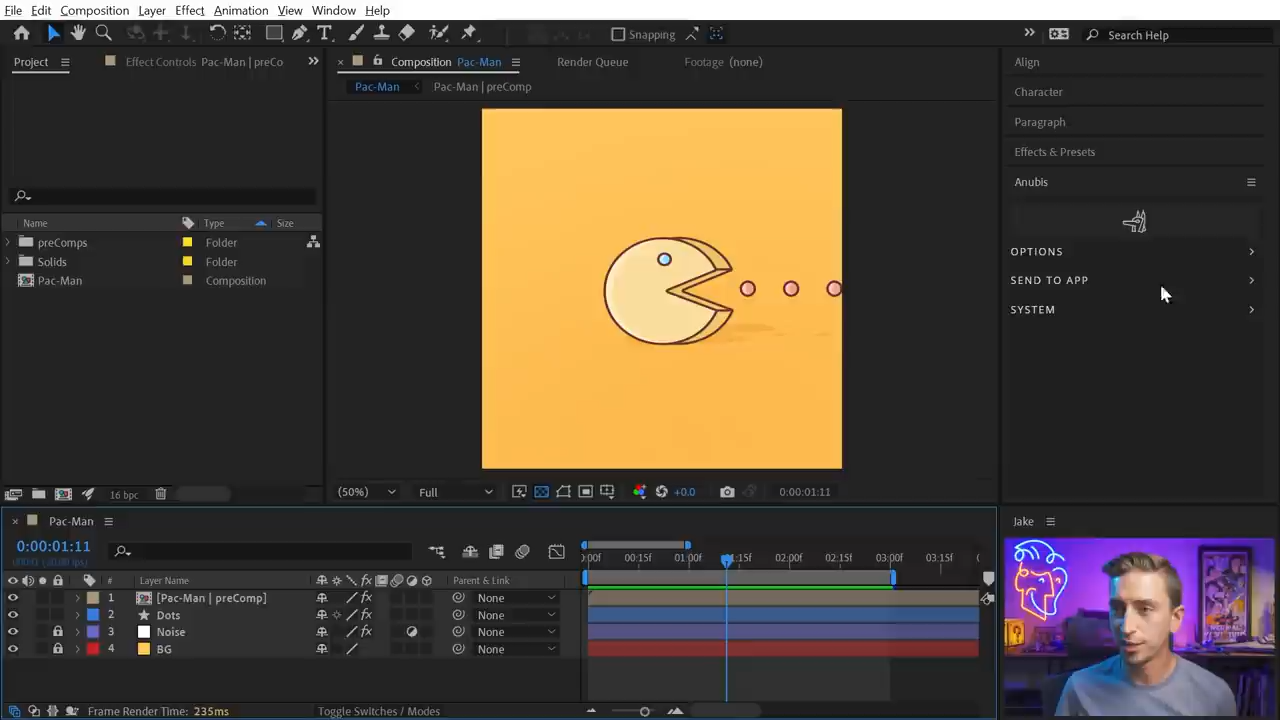 File Edit Composition Layer Effect Animation View Window Help
Snapping
Search Help
Project
Effect Controls Pac-Man | preCo
Composition Pac-Man
Render Queue
Footage (none)
Pac-Man
Pac-Man | preComp
Name Type Size
preComps Folder
Solids Folder
Pac-Man Composition
16 bpc
(50%)
Full
+0.0
0:00:01:11
Align
Character
Paragraph
Effects & Presets
Anubis
OPTIONS
SEND TO APP
SYSTEM
Pac-Man
0:00:01:11
:00f 00:15f 01:00f 01:15f 02:00f 02:15f 03:00f 03:15f
# Layer Name
Parent & Link
1 [Pac-Man | preComp] None
2 Dots None
3 Noise None
4 BG None
Frame Render Time: 235ms
Toggle Switches / Modes
Jake